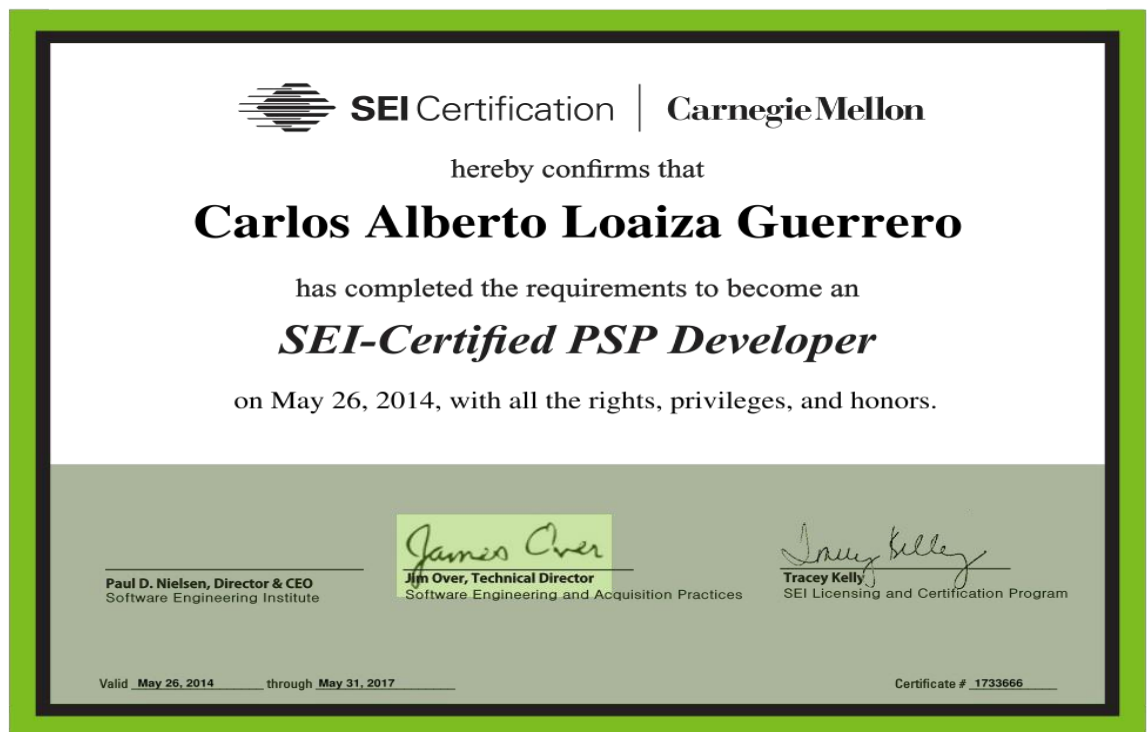 SEI Certification | Carnegie Mellon
hereby confirms that
Carlos Alberto Loaiza Guerrero
has completed the requirements to become an
SEI-Certified PSP Developer
on May 26, 2014, with all the rights, privileges, and honors.
James Over
Tracey Kelley
Paul D. Nielsen, Director & CEO
Software Engineering Institute
Jim Over, Technical Director
Software Engineering and Acquisition Practices
Tracey Kelly
SEI Licensing and Certification Program
Valid May 26, 2014 through May 31, 2017
Certificate # 1733666